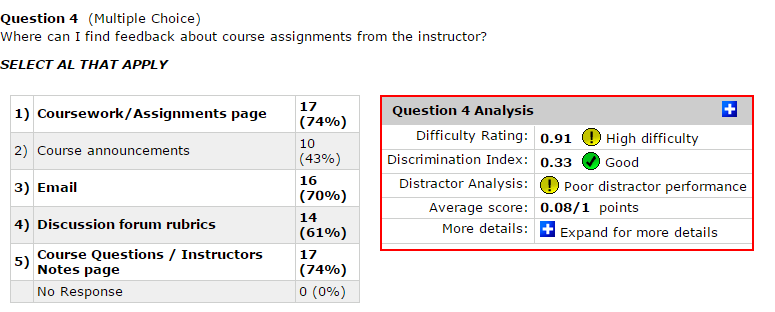 Question 4 (Multiple Choice)
Where can I find feedback about course assignments from the instructor?
SELECT AL THAT APPLY
1) Coursework/Assignments page 17 (74%)
2) Course announcements 10 (43%)
3) Email 16 (70%)
4) Discussion forum rubrics 14 (61%)
5) Course Questions / Instructors Notes page 17 (74%)
No Response 0 (0%)
Question 4 Analysis
Difficulty Rating: 0.91 High difficulty
Discrimination Index: 0.33 Good
Distractor Analysis: Poor distractor performance
Average score: 0.08/1 points
More details: Expand for more details